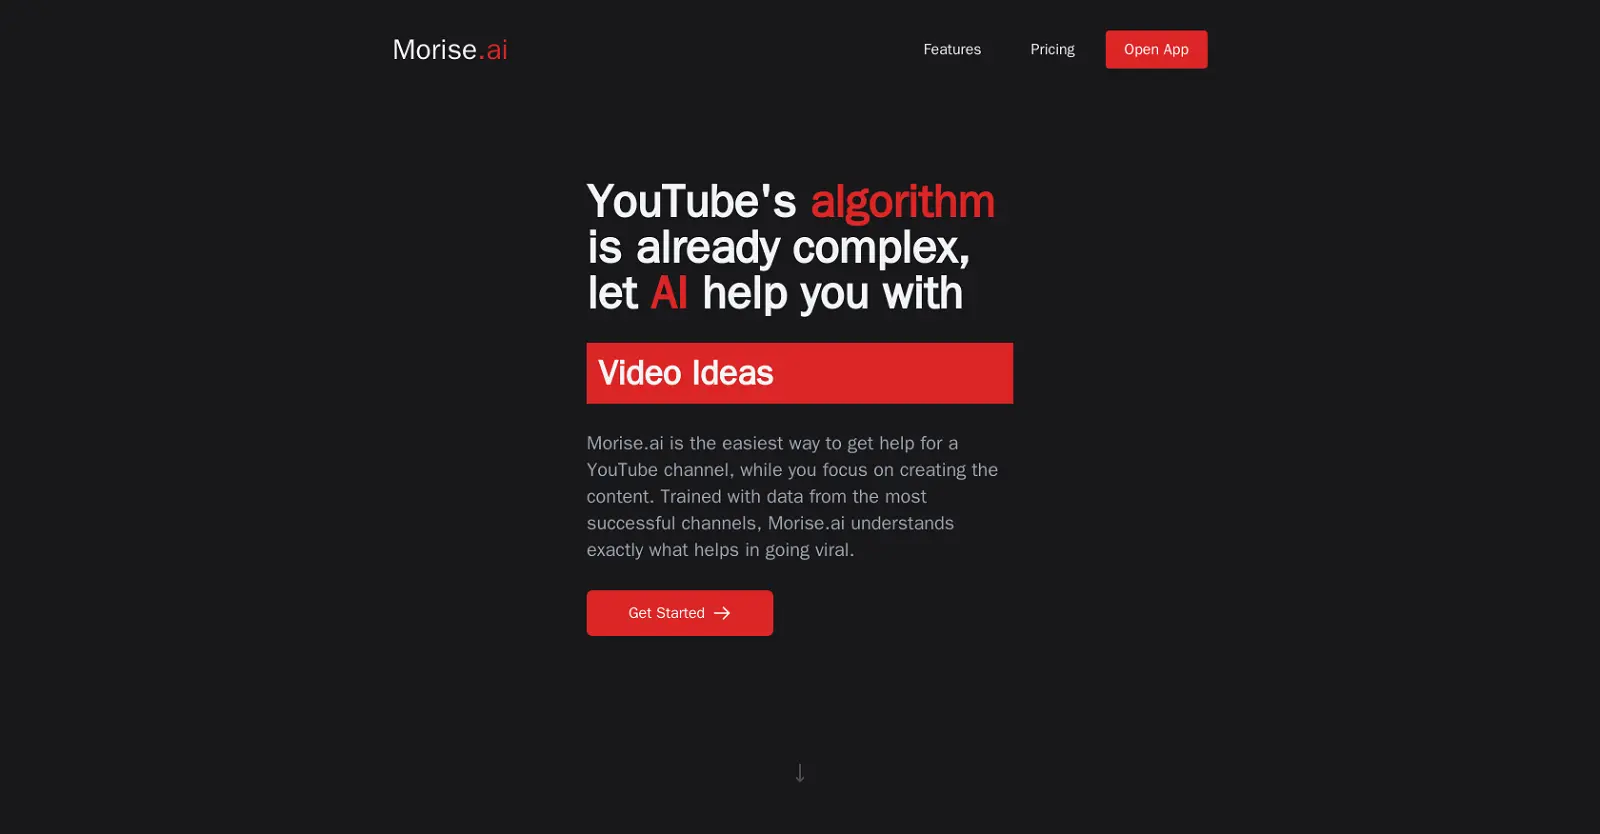 Morise.ai
Features
Pricing
Open App
YouTube's algorithm
is already complex,
let AI help you with
Video Ideas
Morise.ai is the easiest way to get help for a
YouTube channel, while you focus on creating the
content. Trained with data from the most
successful channels, Morise.ai understands
exactly what helps in going viral.
Get Started